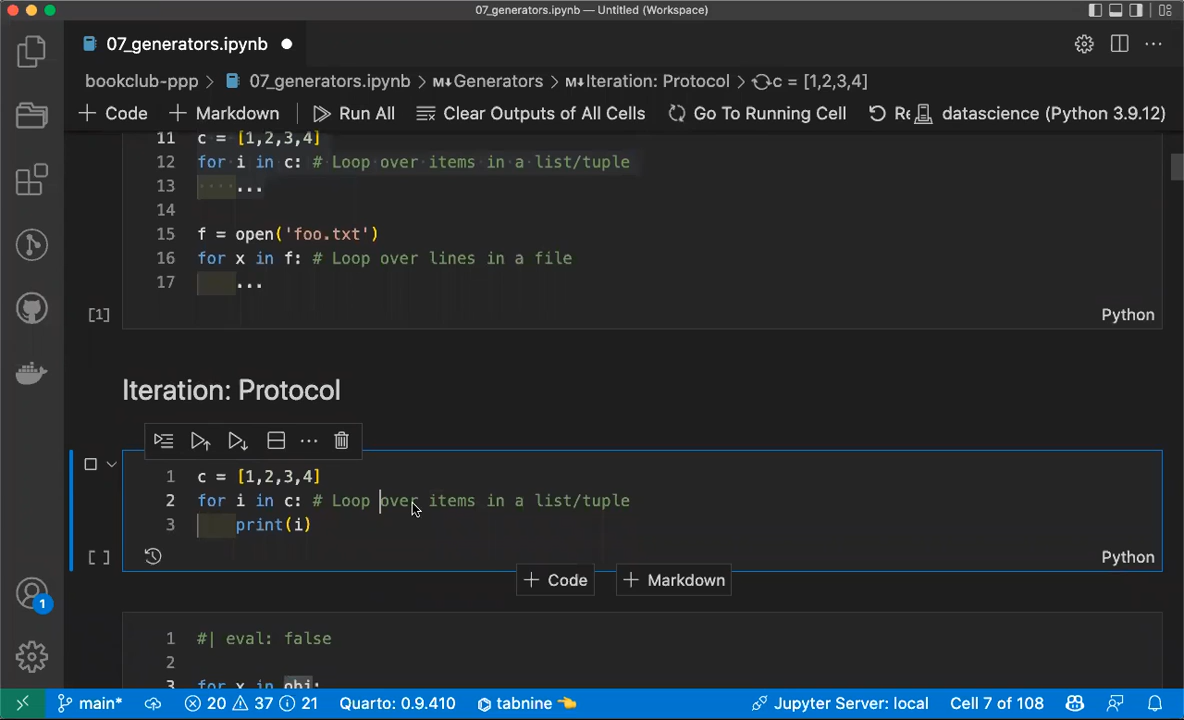 07_generators.ipynb — Untitled (Workspace)
07_generators.ipynb
bookclub-ppp > 07_generators.ipynb > M↓Generators > M↓Iteration: Protocol > c = [1,2,3,4]
+ Code + Markdown Run All Clear Outputs of All Cells Go To Running Cell Re datascience (Python 3.9.12)
11 c = [1,2,3,4]
12 for i in c: # Loop over items in a list/tuple
13 ...
14
15 f = open('foo.txt')
16 for x in f: # Loop over lines in a file
17 ...
[1] Python
Iteration: Protocol
1 c = [1,2,3,4]
2 for i in c: # Loop over items in a list/tuple
3 print(i)
[ ] Python
+ Code + Markdown
1 #| eval: false
2
3 for x in obj:
1
main* 20 37 21 Quarto: 0.9.410 tabnine Jupyter Server: local Cell 7 of 108